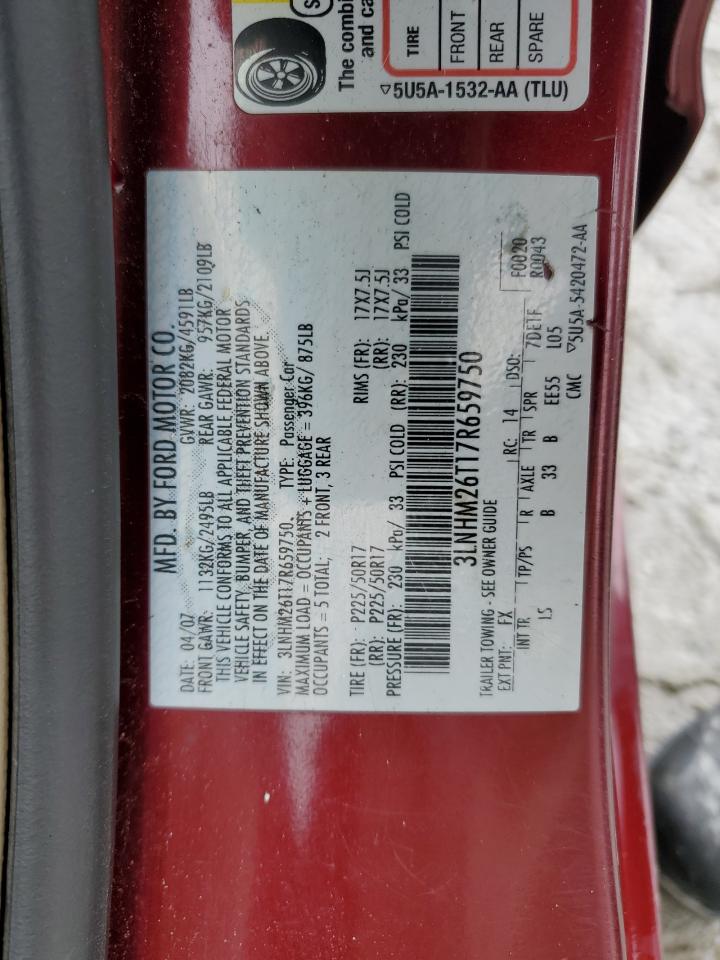 The combi
and ca
TIRE
FRONT
REAR
SPARE
▽5U5A-1532-AA (TLU)
MFD. BY FORD MOTOR CO.
DATE: 04/07 GVWR: 2082KG/4591LB
FRONT GAWR: 1132KG/2495LB REAR GAWR: 957KG/2109LB
THIS VEHICLE CONFORMS TO ALL APPLICABLE FEDERAL MOTOR
VEHICLE SAFETY, BUMPER, AND THEFT PREVENTION STANDARDS
IN EFFECT ON THE DATE OF MANUFACTURE SHOWN ABOVE.
VIN: 3LNHM26T17R659750 TYPE: Passenger Car
MAXIMUM LOAD = OCCUPANTS + LUGGAGE = 396KG/ 875LB
OCCUPANTS = 5 TOTAL: 2 FRONT, 3 REAR
TIRE (FR): P225/50R17 RIMS (FR): 17X7.5J
(RR): P225/50R17 (RR): 17X7.5J
PRESSURE (FR): 230 kPa/ 33 PSI COLD (RR): 230 kPa/ 33 PSI COLD
3LNHM26T17R659750
TRAILER TOWING - SEE OWNER GUIDE
EXT PNT: FX RC: 14 DSO: F0020
R0043
INT TR TP/PS R AXLE TR SPR 7DE1F
B 33 B EE55 L05
CMC ▽5U5A-5420472-AA